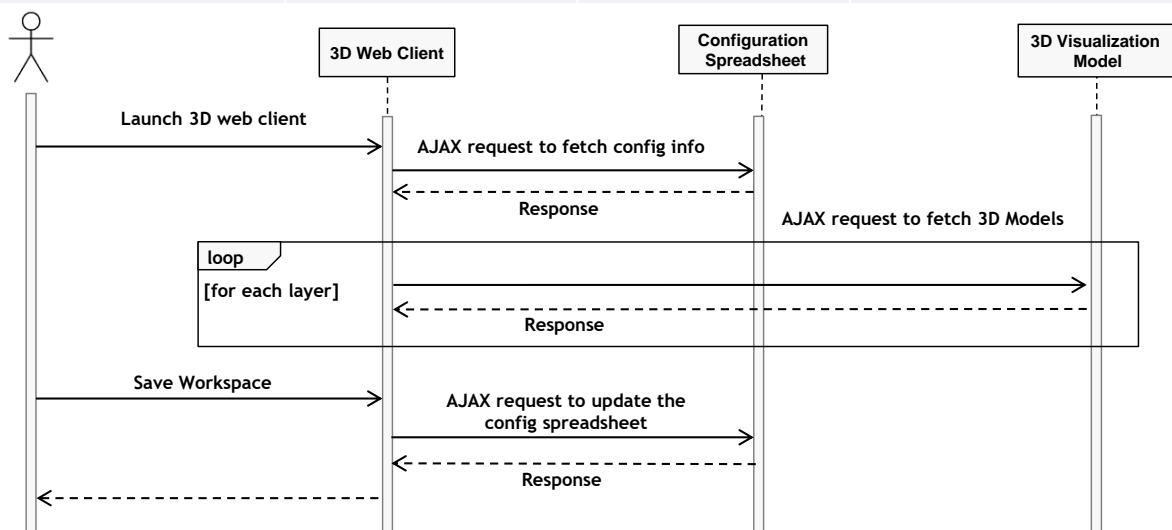 3D Web Client
Configuration
Spreadsheet
3D Visualization
Model
Launch 3D web client
AJAX request to fetch config info
Response
AJAX request to fetch 3D Models
loop
[for each layer]
Response
Save Workspace
AJAX request to update the
config spreadsheet
Response